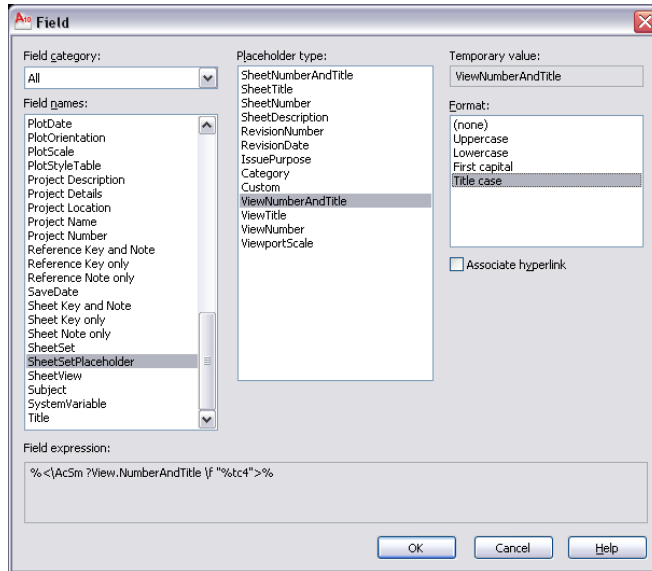 A10 Field
Field category:
All
Field names:
PlotDate
PlotOrientation
PlotScale
PlotStyleTable
Project Description
Project Details
Project Location
Project Name
Project Number
Reference Key and Note
Reference Key only
Reference Note only
SaveDate
Sheet Key and Note
Sheet Key only
Sheet Note only
SheetSet
SheetSetPlaceholder
SheetView
Subject
SystemVariable
Title
Placeholder type:
SheetNumberAndTitle
SheetTitle
SheetNumber
SheetDescription
RevisionNumber
RevisionDate
IssuePurpose
Category
Custom
ViewNumberAndTitle
ViewTitle
ViewNumber
ViewportScale
Temporary value:
ViewNumberAndTitle
Format:
(none)
Uppercase
Lowercase
First capital
Title case
Associate hyperlink
Field expression:
%<\AcSm ?View.NumberAndTitle \f "%tc4">%
OK
Cancel
Help